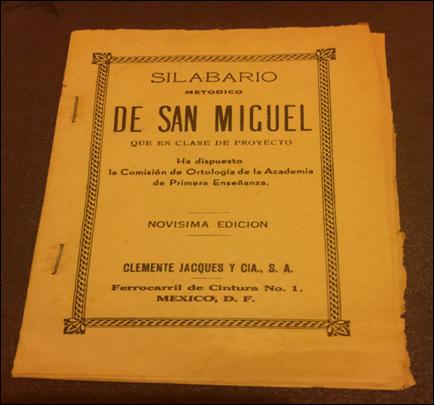 SILABARIO
METODICO
DE SAN MIGUEL
QUE EN CLASE DE PROYECTO
Ha dispuesto
la Comisión de Ortología de la Academia
de Primera Enseñanza.
NOVISIMA EDICION
CLEMENTE JACQUES Y CIA., S. A.
Ferrocarril de Cintura No. 1.
MEXICO, D. F.